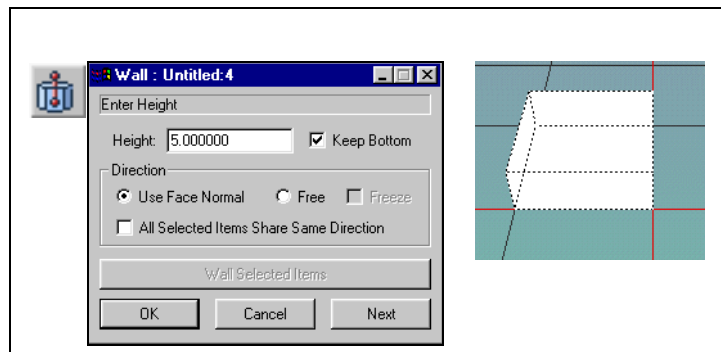 Wall : Untitled:4
Enter Height
Height: 5.000000 Keep Bottom
Direction
Use Face Normal Free Freeze
All Selected Items Share Same Direction
Wall Selected Items
OK Cancel Next